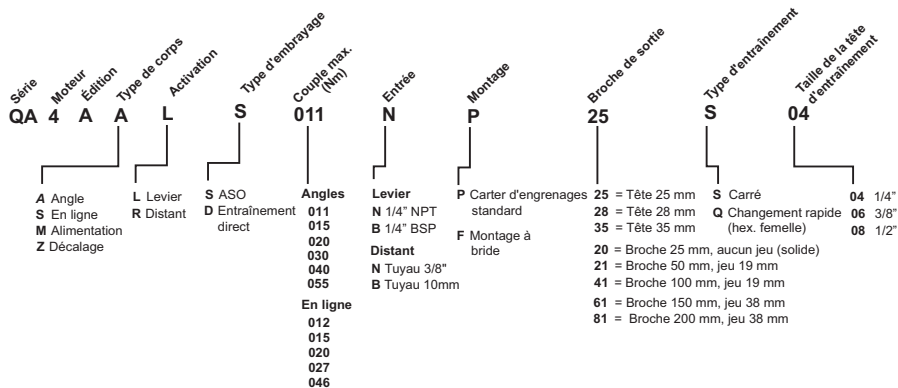 Série
Moteur
Édition
Type de corps
Activation
Type d'embrayage
Couple max.
(Nm)
Entrée
Montage
Broche de sortie
Type d'entraînement
Taille de la tête
d'entraînement
QA 4 A A L S 011 N P 25 S 04
A Angle
S En ligne
M Alimentation
Z Décalage
L Levier
R Distant
S ASO
D Entraînement
direct
Angles
011
015
020
030
040
055
En ligne
012
015
020
027
046
Levier
N 1/4” NPT
B 1/4” BSP
Distant
N Tuyau 3/8"
B Tuyau 10mm
P Carter d'engrenages
standard
F Montage à
bride
25 = Tête 25 mm
28 = Tête 28 mm
35 = Tête 35 mm
20 = Broche 25 mm, aucun jeu (solide)
21 = Broche 50 mm, jeu 19 mm
41 = Broche 100 mm, jeu 19 mm
61 = Broche 150 mm, jeu 38 mm
81 = Broche 200 mm, jeu 38 mm
S Carré
Q Changement rapide
(hex. femelle)
04 1/4”
06 3/8”
08 1/2”